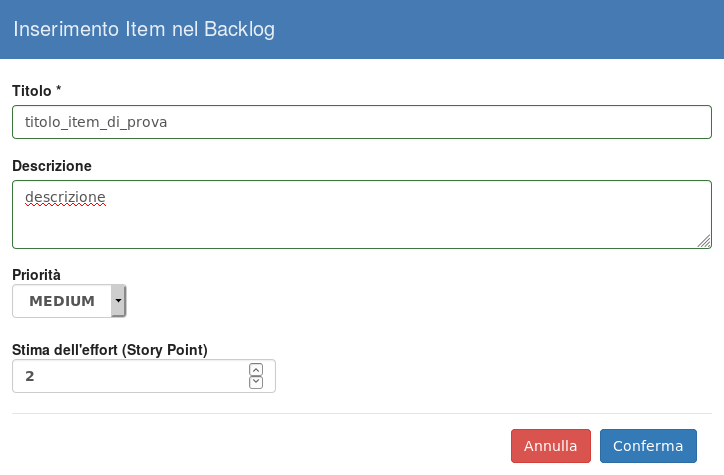 Inserimento Item nel Backlog
Titolo *
titolo_item_di_prova
Descrizione
descrizione
Priorità
MEDIUM
Stima dell'effort (Story Point)
2
Annulla Conferma